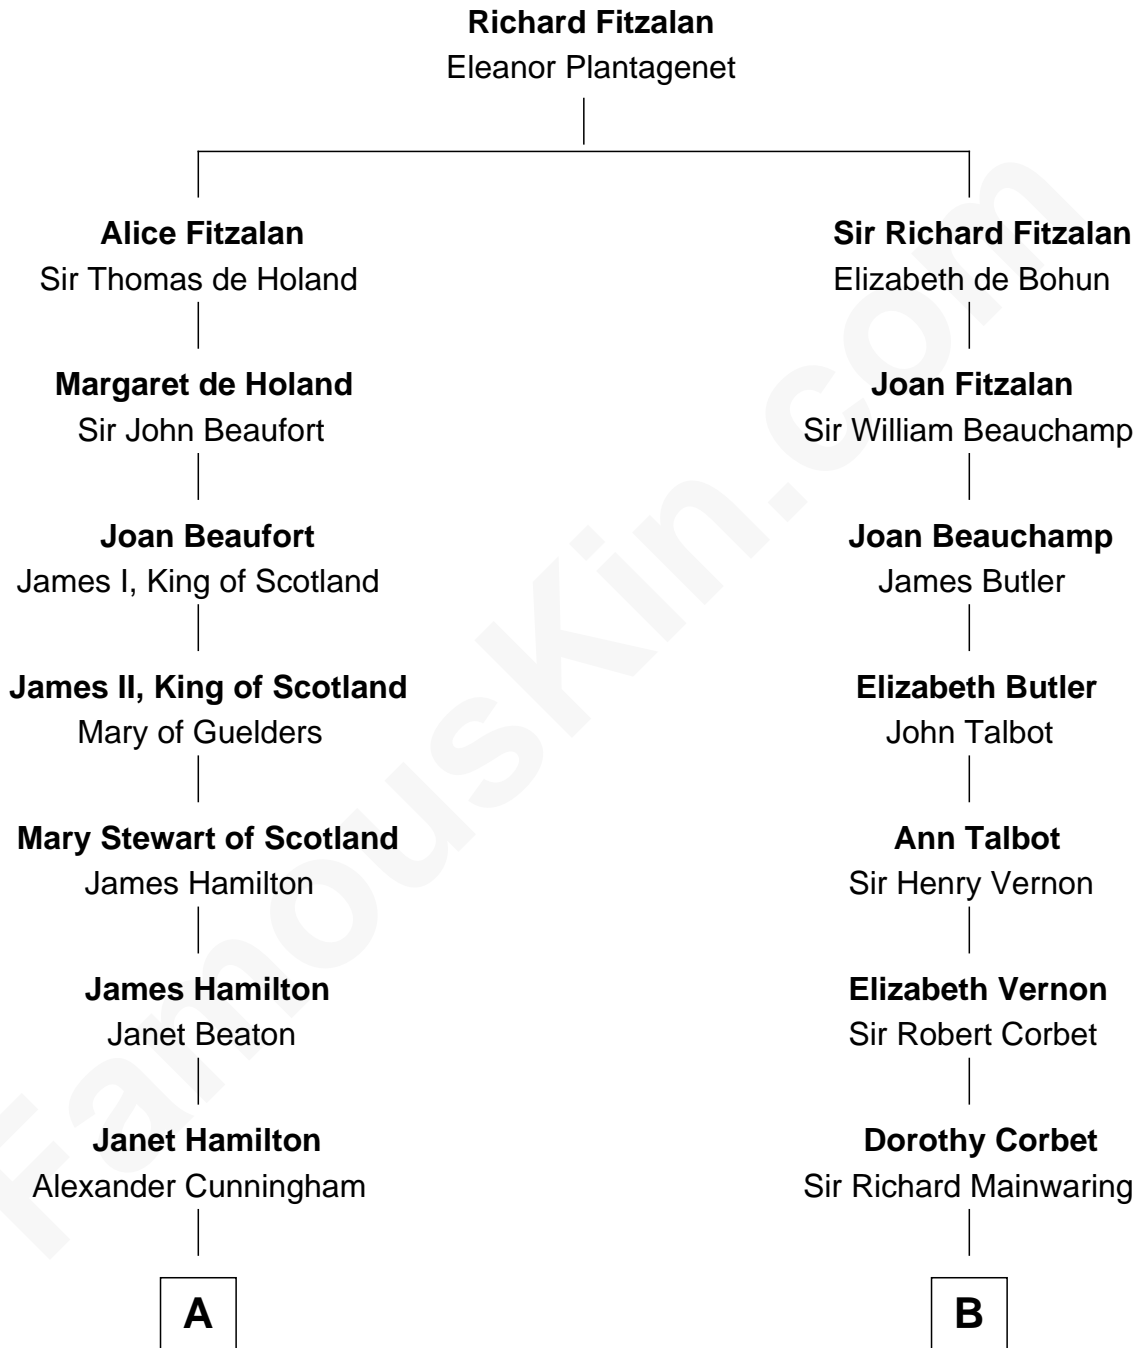 Richard Fitzalan
Eleanor Plantagenet
Alice Fitzalan
Sir Thomas de Holand
Sir Richard Fitzalan
Elizabeth de Bohun
Margaret de Holand
Sir John Beaufort
Joan Fitzalan
Sir William Beauchamp
Joan Beaufort
James I, King of Scotland
Joan Beauchamp
James Butler
James II, King of Scotland
Mary of Guelders
Elizabeth Butler
John Talbot
Mary Stewart of Scotland
James Hamilton
Ann Talbot
Sir Henry Vernon
James Hamilton
Janet Beaton
Elizabeth Vernon
Sir Robert Corbet
Janet Hamilton
Alexander Cunningham
Dorothy Corbet
Sir Richard Mainwaring
A
B
FamousKin.com